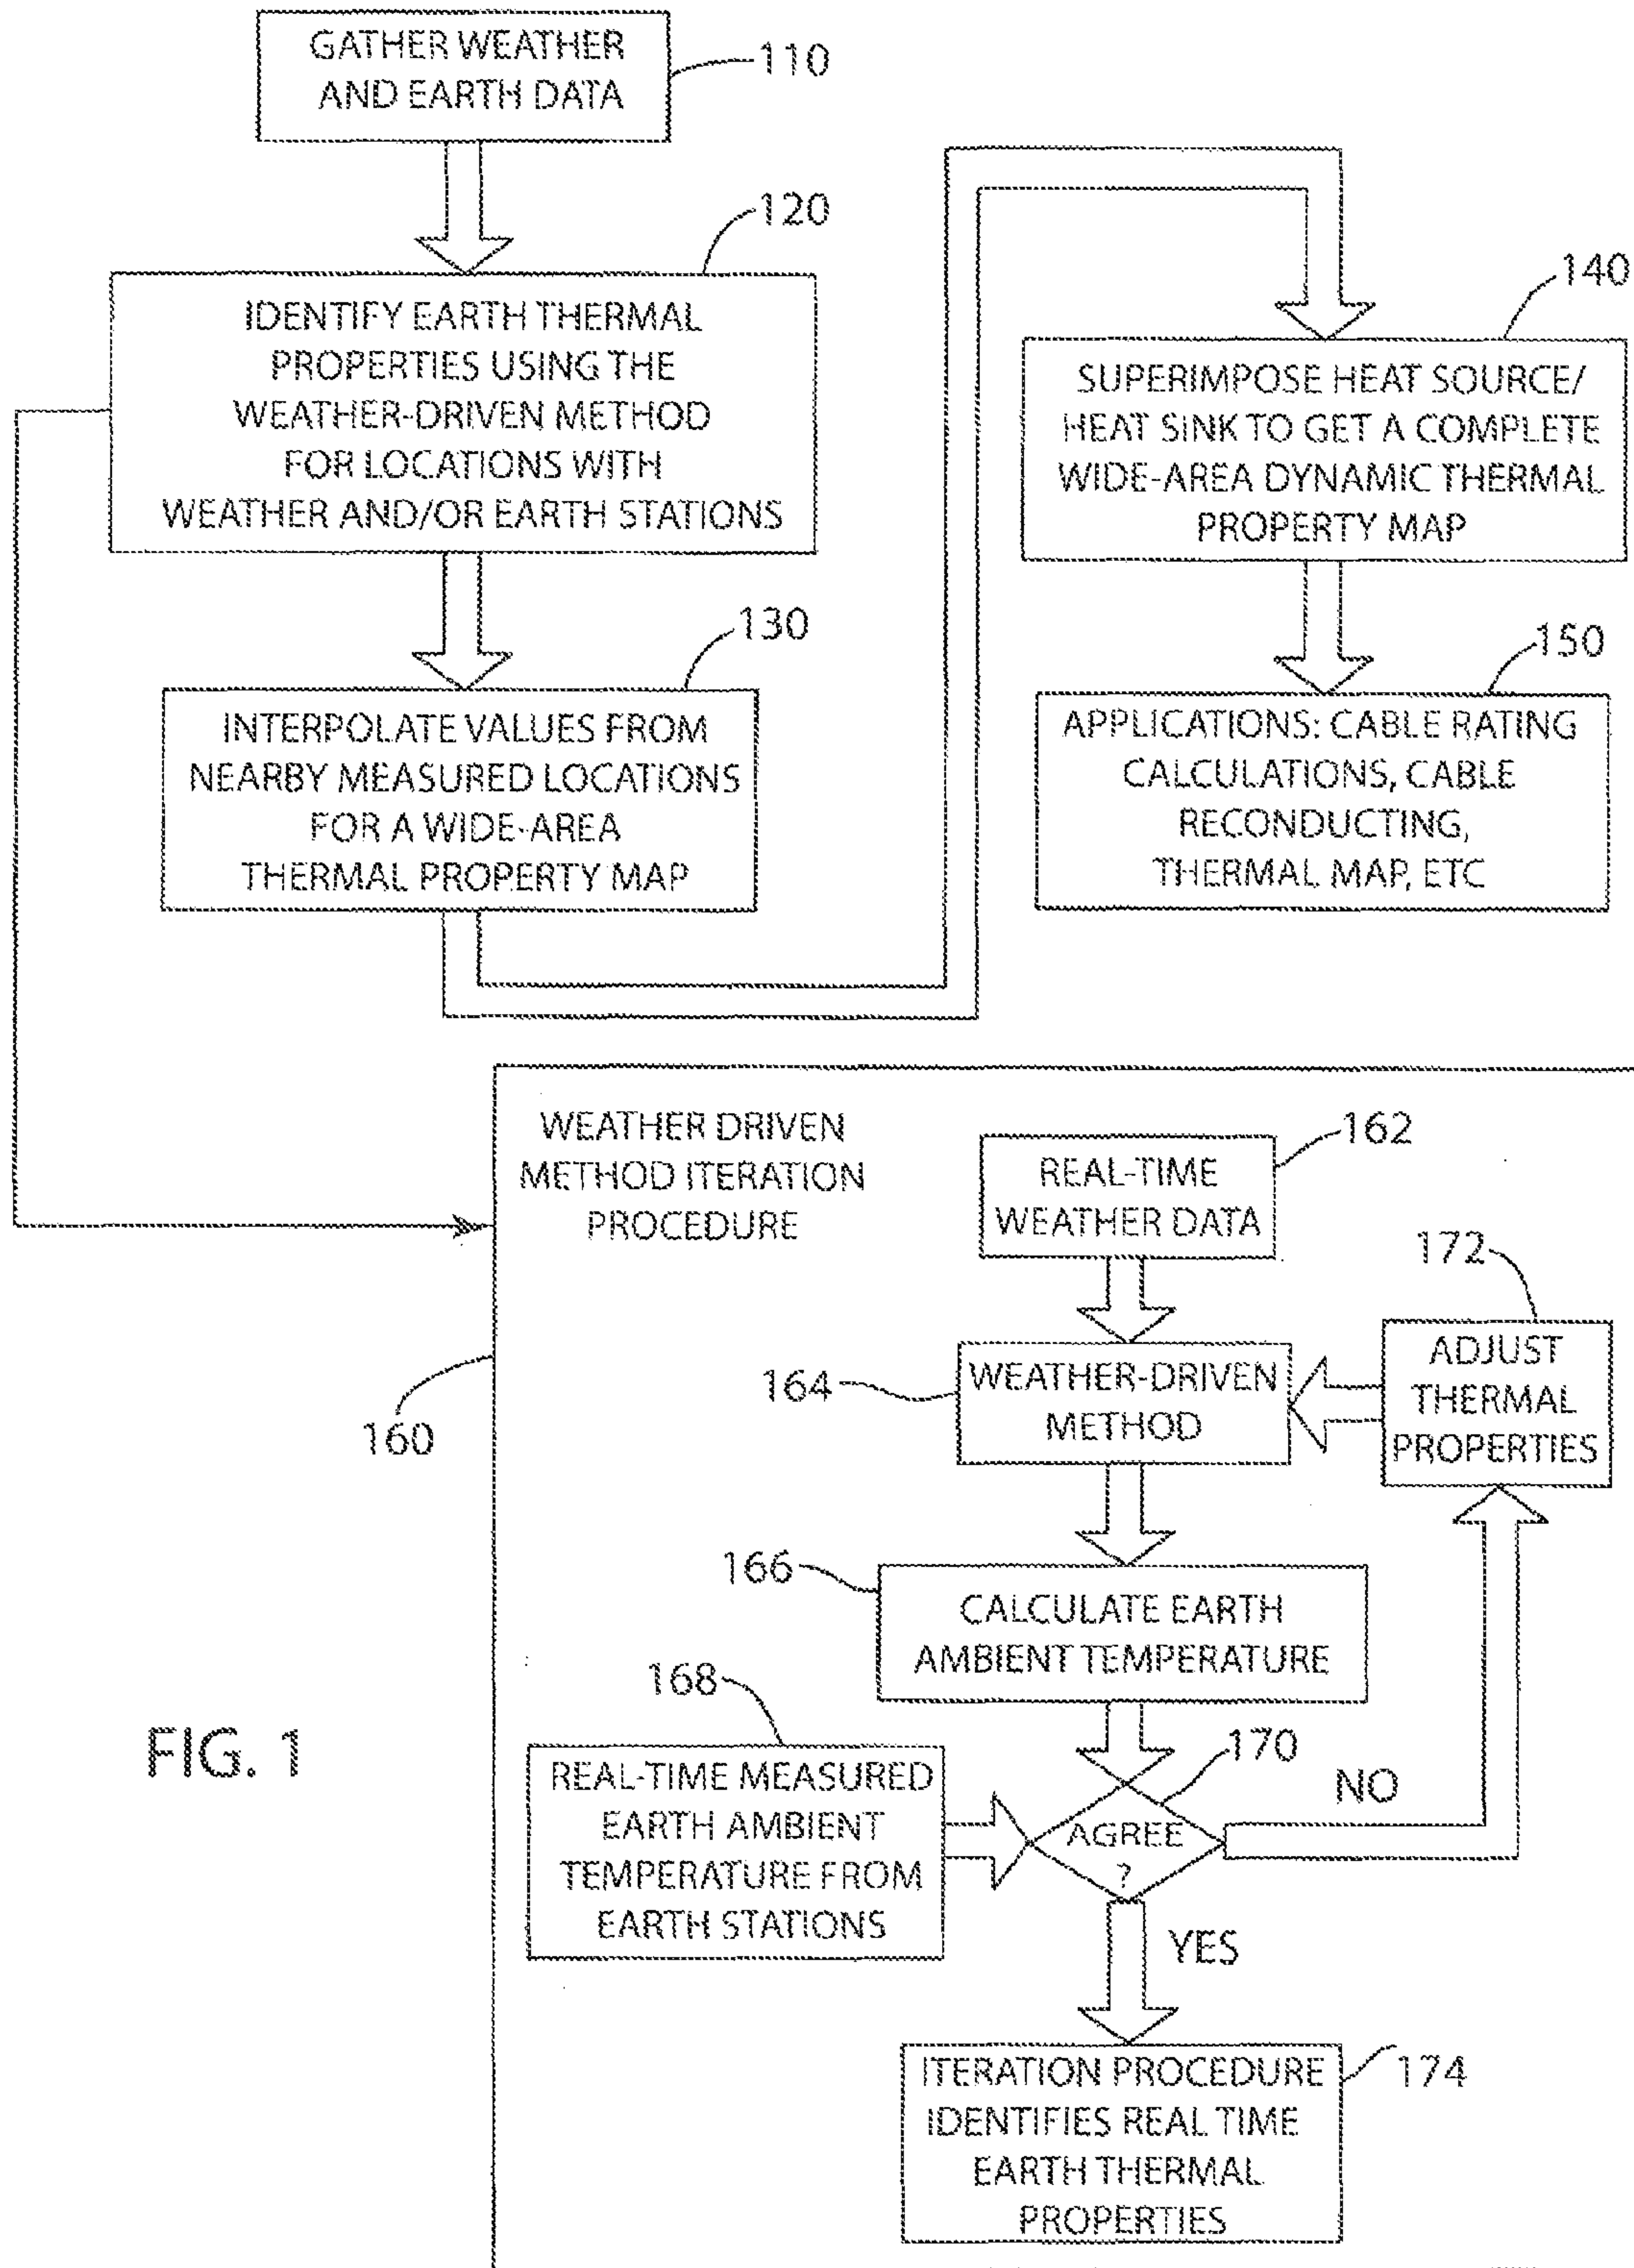 GATHER WEATHER
AND EARTH DATA
110
120
IDENTIFY EARTH THERMAL
PROPERTIES USING THE
WEATHER-DRIVEN METHOD
FOR LOCATIONS WITH
WEATHER AND/OR EARTH STATIONS
130
INTERPOLATE VALUES FROM
NEARBY MEASURED LOCATIONS
FOR A WIDE-AREA
THERMAL PROPERTY MAP
140
SUPERIMPOSE HEAT SOURCE/
HEAT SINK TO GET A COMPLETE
WIDE-AREA DYNAMIC THERMAL
PROPERTY MAP
150
APPLICATIONS: CABLE RATING
CALCULATIONS, CABLE
RECONDUCTING,
THERMAL MAP, ETC
WEATHER DRIVEN
METHOD ITERATION
PROCEDURE
160
162
REAL-TIME
WEATHER DATA
172
ADJUST
THERMAL
PROPERTIES
164
WEATHER-DRIVEN
METHOD
166
CALCULATE EARTH
AMBIENT TEMPERATURE
168
REAL-TIME MEASURED
EARTH AMBIENT
TEMPERATURE FROM
EARTH STATIONS
170
AGREE
?
NO
YES
174
ITERATION PROCEDURE
IDENTIFIES REAL TIME
EARTH THERMAL
PROPERTIES
FIG. 1